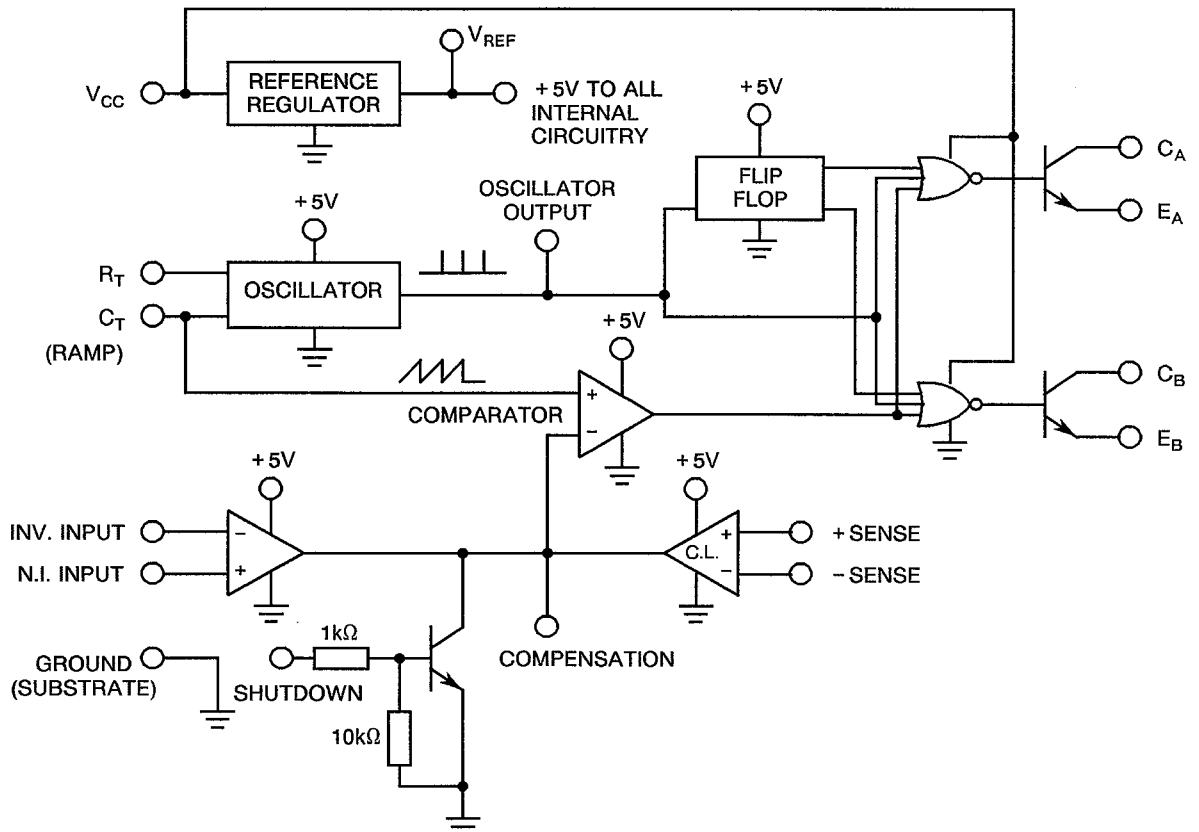 V_REF
V_CC
REFERENCE
REGULATOR
+5V TO ALL
INTERNAL
CIRCUITRY
+5V
FLIP
FLOP
C_A
E_A
OSCILLATOR
OUTPUT
+5V
R_T
OSCILLATOR
C_T
(RAMP)
+5V
COMPARATOR
+
−
C_B
E_B
+5V
+5V
INV. INPUT
−
N.I. INPUT
+
C.L.
+
−
+SENSE
−SENSE
1kΩ
COMPENSATION
GROUND
(SUBSTRATE)
SHUTDOWN
10kΩ